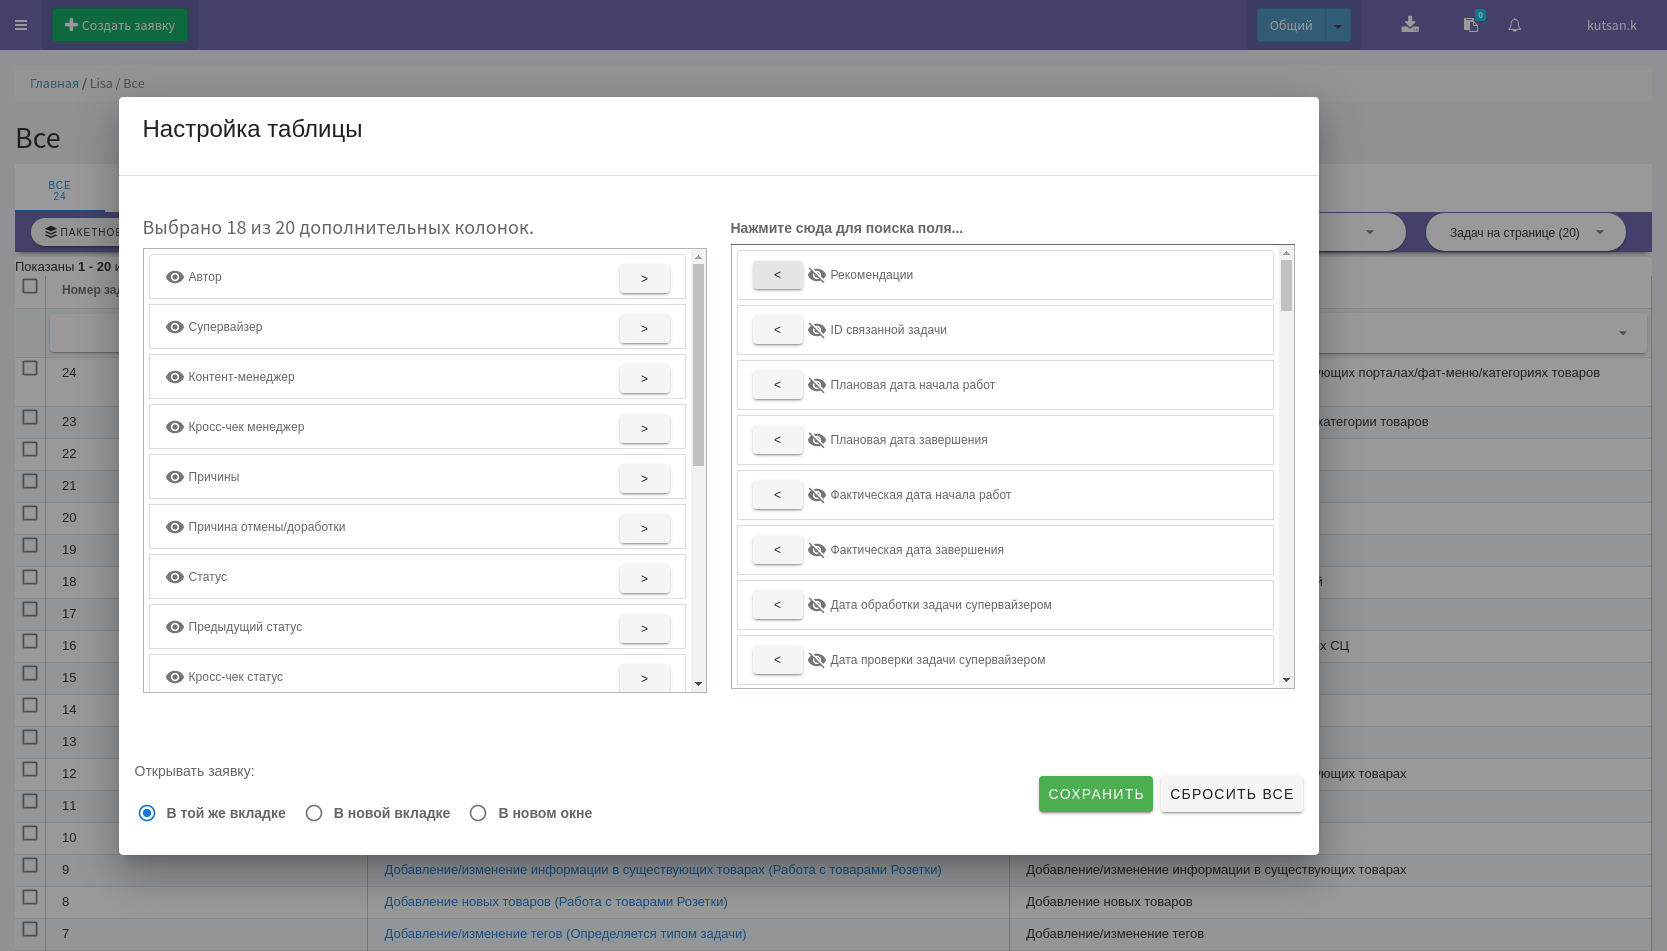 Создать заявку
Общий
0
kutsan.k
Главная / Lisa / Все
Все
ВСЕ
24
ПАКЕТНОЕ
Задач на странице (20)
Показаны 1 - 20 и
Номер зад
Настройка таблицы
Выбрано 18 из 20 дополнительных колонок.
Автор >
Супервайзер >
Контент-менеджер >
Кросс-чек менеджер >
Причины >
Причина отмены/доработки >
Статус >
Предыдущий статус >
Кросс-чек статус >
Нажмите сюда для поиска поля...
< Рекомендации
< ID связанной задачи
< Плановая дата начала работ
< Плановая дата завершения
< Фактическая дата начала работ
< Фактическая дата завершения
< Дата обработки задачи супервайзером
< Дата проверки задачи супервайзером
Открывать заявку:
В той же вкладке
В новой вкладке
В новом окне
СОХРАНИТЬ
СБРОСИТЬ ВСЕ
24 ующих порталах/фат-меню/категориях товаров
23 категории товаров
22
21
20
19
18 й
17
16 х СЦ
15
14
13
12 ующих товарах
11
10
9 Добавление/изменение информации в существующих товарах (Работа с товарами Розетки) Добавление/изменение информации в существующих товарах
8 Добавление новых товаров (Работа с товарами Розетки) Добавление новых товаров
7 Добавление/изменение тегов (Определяется типом задачи) Добавление/изменение тегов